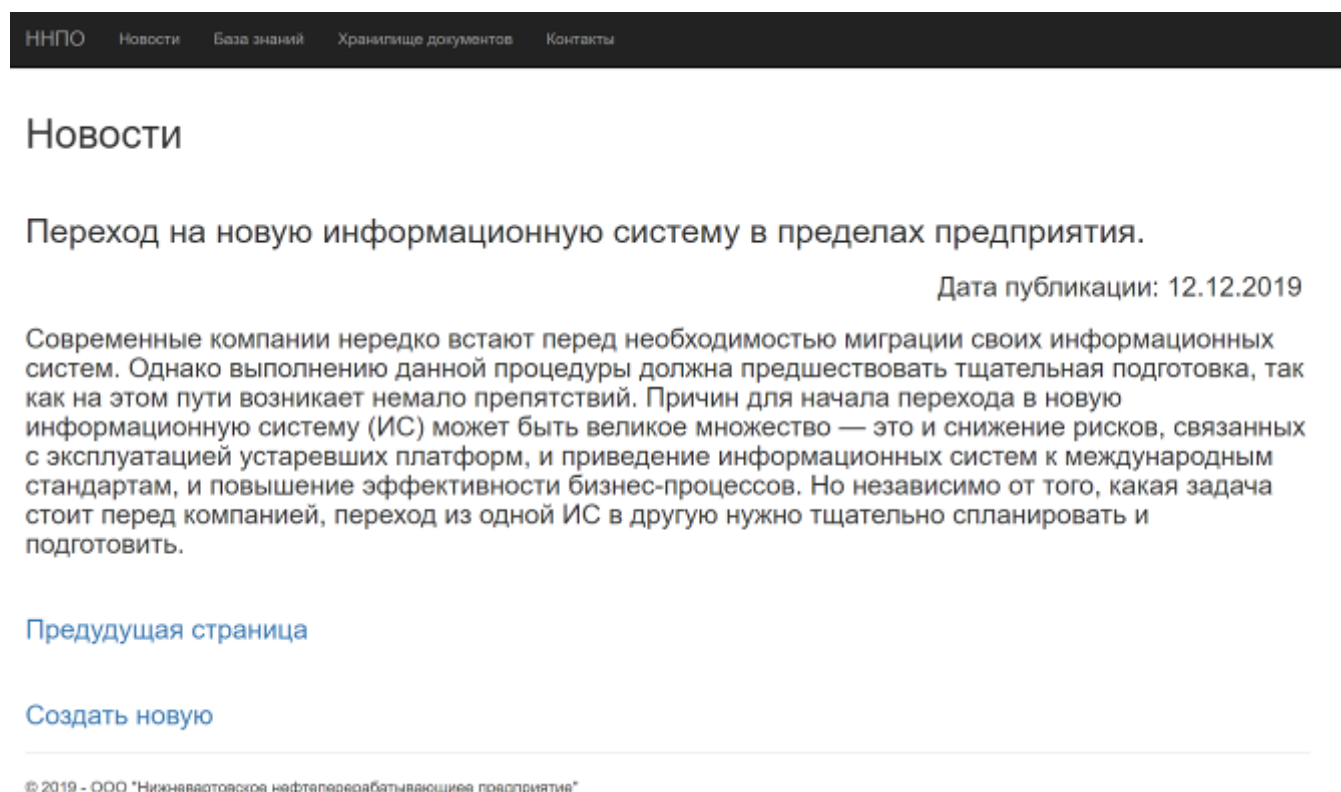 ННПО Новости База знаний Хранилище документов Контакты
Новости
Переход на новую информационную систему в пределах предприятия.
Дата публикации: 12.12.2019
Современные компании нередко встают перед необходимостью миграции своих информационных
систем. Однако выполнению данной процедуры должна предшествовать тщательная подготовка, так
как на этом пути возникает немало препятствий. Причин для начала перехода в новую
информационную систему (ИС) может быть великое множество — это и снижение рисков, связанных
с эксплуатацией устаревших платформ, и приведение информационных систем к международным
стандартам, и повышение эффективности бизнес-процессов. Но независимо от того, какая задача
стоит перед компанией, переход из одной ИС в другую нужно тщательно спланировать и
подготовить.
Предудущая страница
Создать новую
© 2019 - ООО "Нижневартовское нефтеперерабатывающее предприятие"